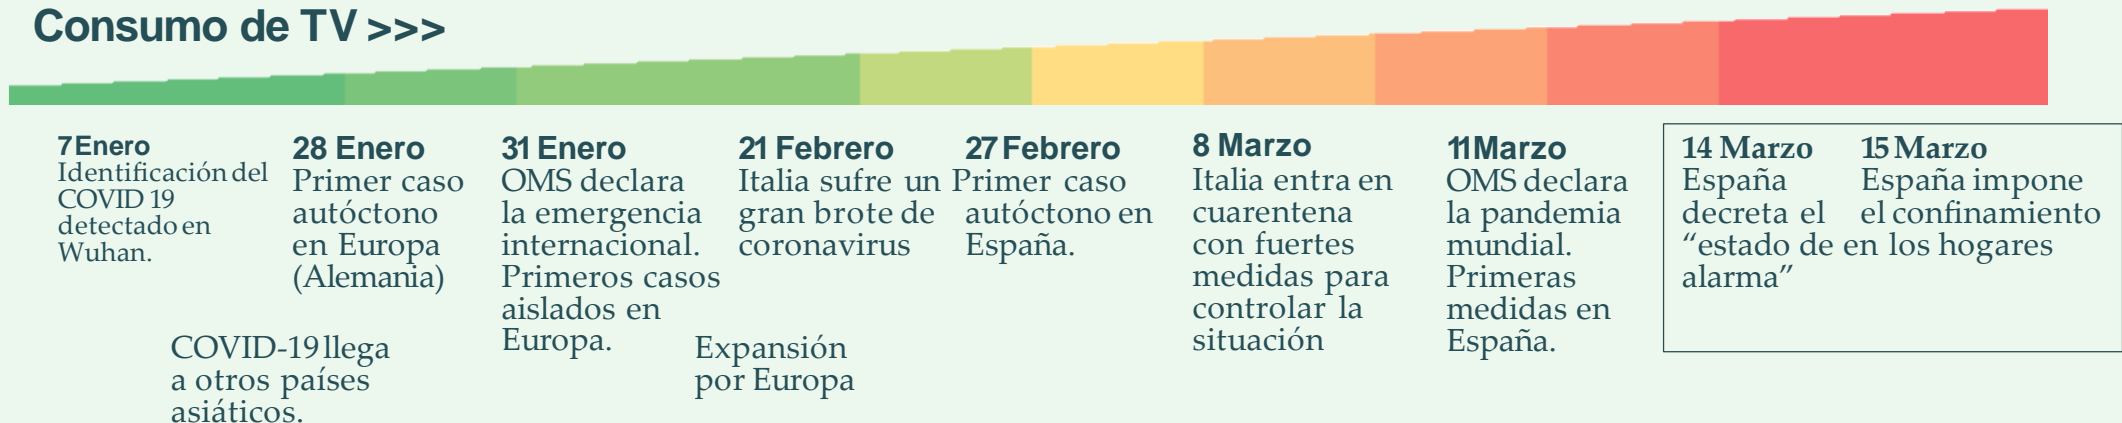 Consumo de TV >>>
7 Enero
Identificación del
COVID 19
detectado en
Wuhan.
COVID-19 llega
a otros países
asiáticos.
28 Enero
Primer caso
autóctono
en Europa
(Alemania)
31 Enero
OMS declara
la emergencia
internacional.
Primeros casos
aislados en
Europa.
Expansión
por Europa
21 Febrero
Italia sufre un
gran brote de
coronavirus
27 Febrero
Primer caso
autóctono en
España.
8 Marzo
Italia entra en
cuarentena
con fuertes
medidas para
controlar la
situación
11 Marzo
OMS declara
la pandemia
mundial.
Primeras
medidas en
España.
14 Marzo
España
decreta el
“estado de
alarma”
15 Marzo
España impone
el confinamiento
en los hogares